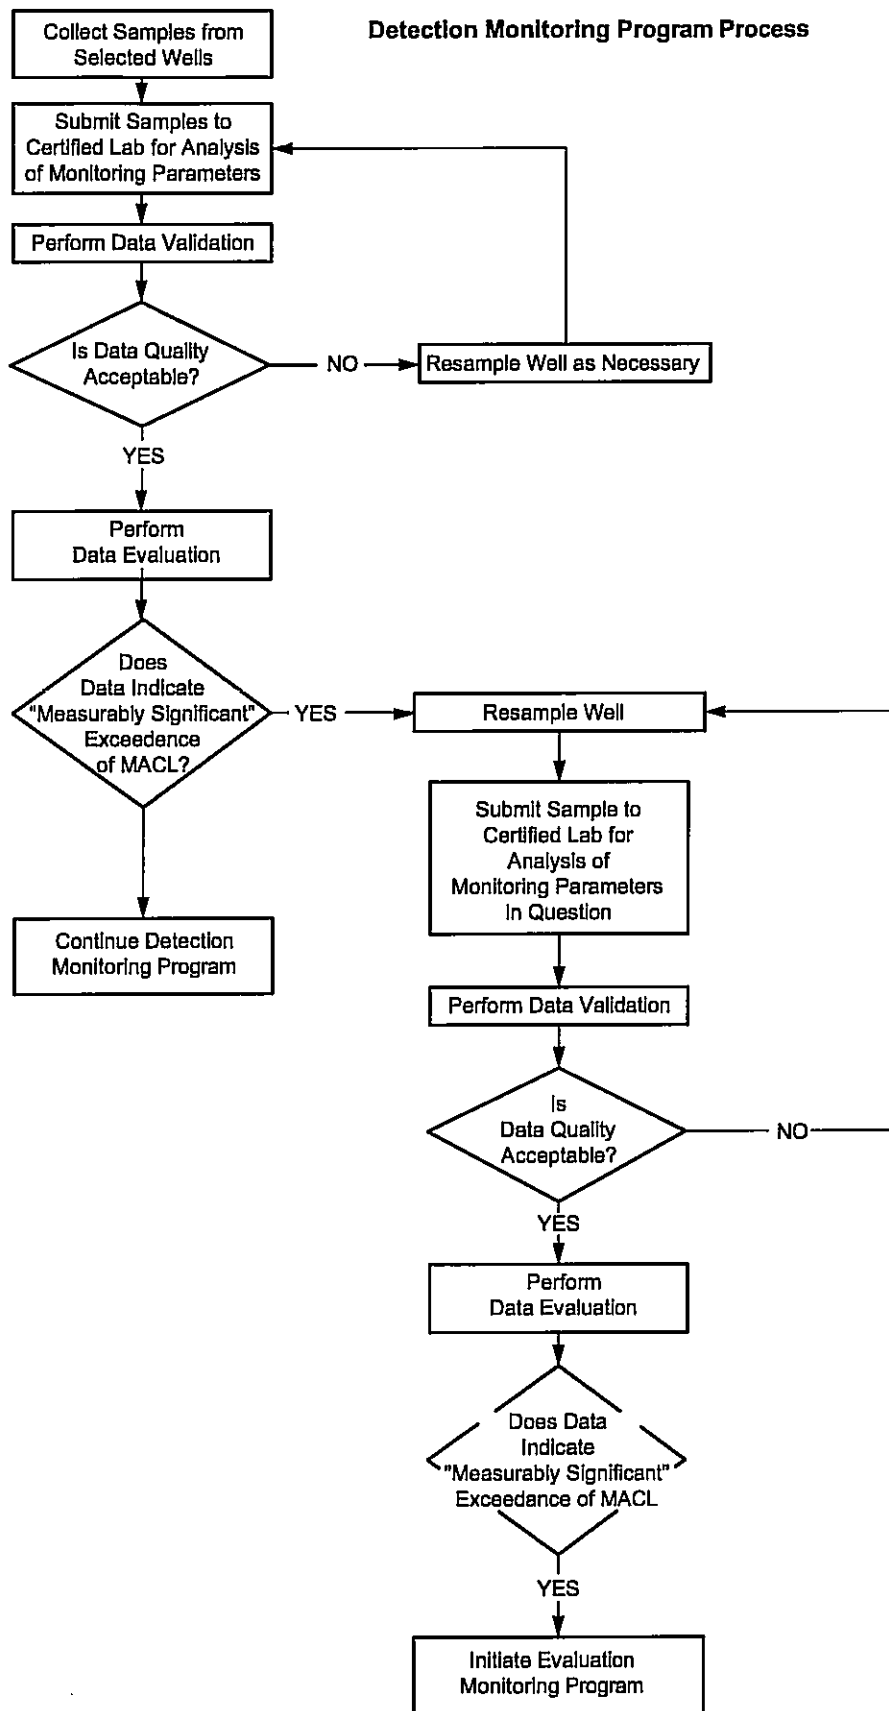 Detection Monitoring Program Process
Collect Samples from
Selected Wells
Submit Samples to
Certified Lab for Analysis
of Monitoring Parameters
Perform Data Validation
Is Data Quality
Acceptable?
NO
Resample Well as Necessary
YES
Perform
Data Evaluation
Does
Data Indicate
"Measurably Significant"
Exceedence
of MACL?
YES
Resample Well
Continue Detection
Monitoring Program
Submit Sample to
Certified Lab for
Analysis of
Monitoring Parameters
in Question
Perform Data Validation
Is
Data Quality
Acceptable?
NO
YES
Perform
Data Evaluation
Does Data
Indicate
"Measurably Significant"
Exceedance of MACL
YES
Initiate Evaluation
Monitoring Program